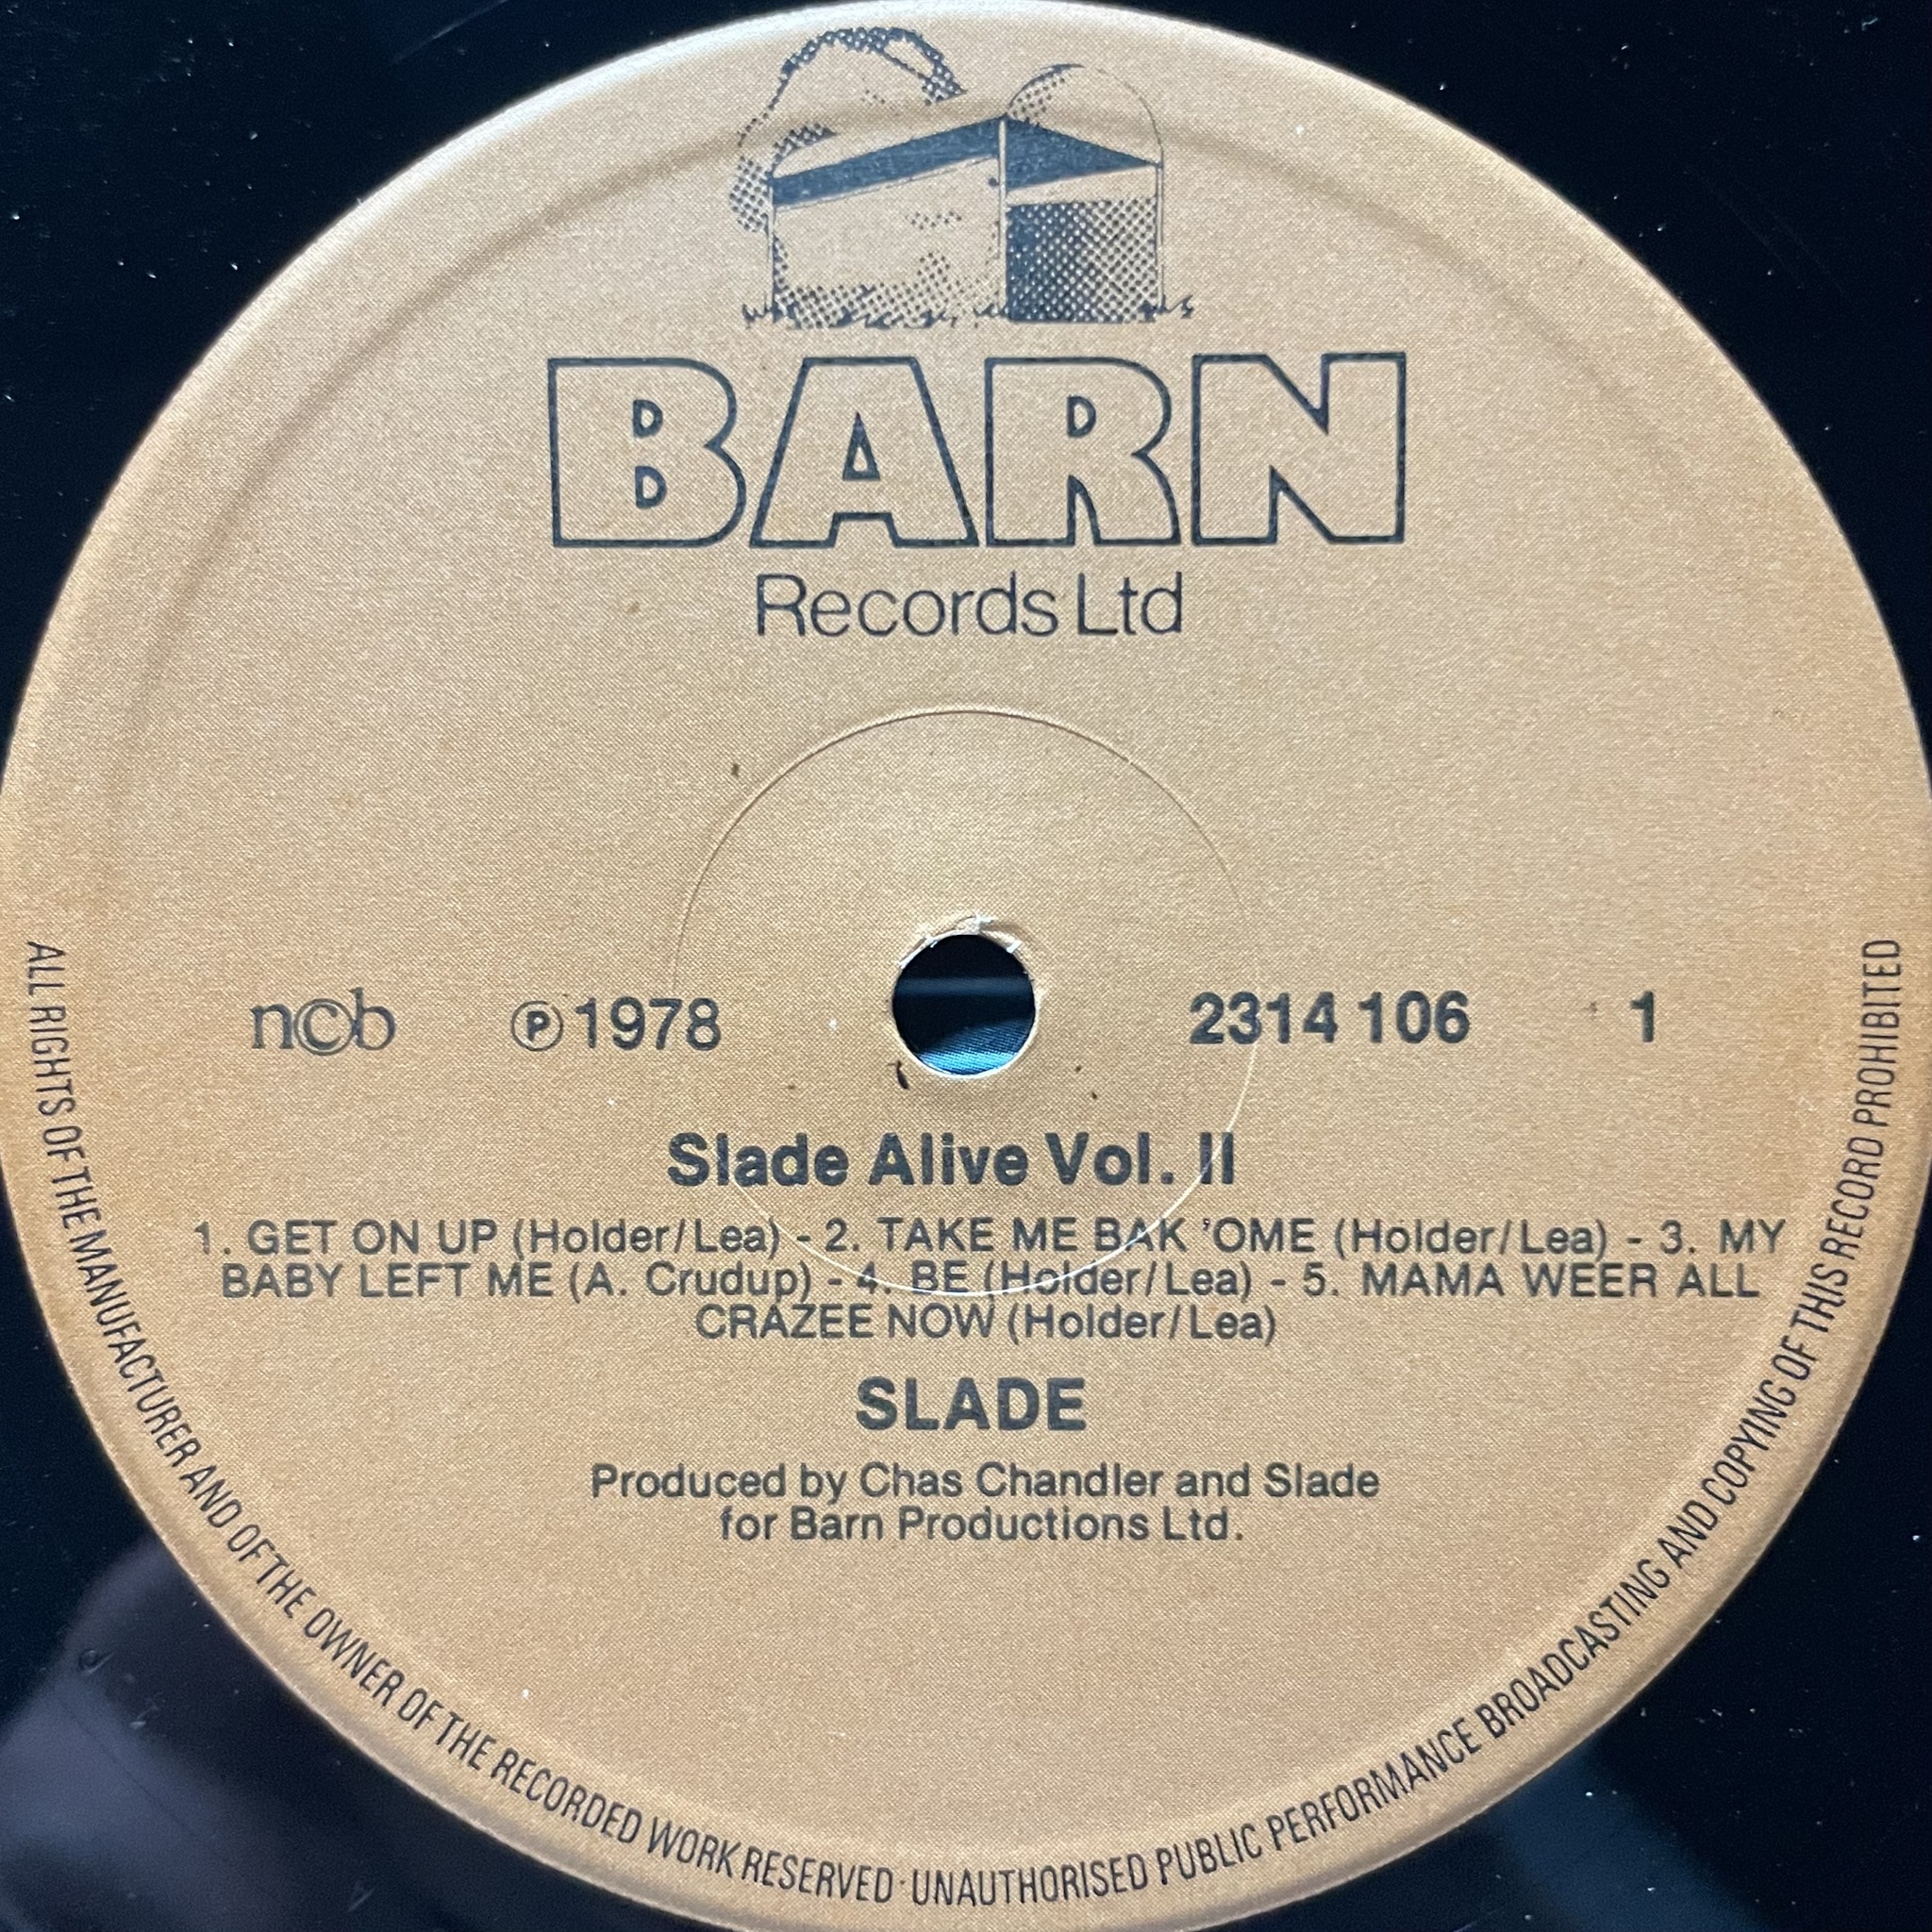 BARN
Records Ltd
n©b ℗1978 2314 106 1
Slade Alive Vol. II
1. GET ON UP (Holder/Lea) - 2. TAKE ME BAK 'OME (Holder/Lea) - 3. MY
BABY LEFT ME (A. Crudup) - 4. BE (Holder/Lea) - 5. MAMA WEER ALL
CRAZEE NOW (Holder/Lea)
SLADE
Produced by Chas Chandler and Slade
for Barn Productions Ltd.
ALL RIGHTS OF THE MANUFACTURER AND OF THE OWNER OF THE RECORDED WORK RESERVED · UNAUTHORISED PUBLIC PERFORMANCE BROADCASTING AND COPYING OF THIS RECORD PROHIBITED